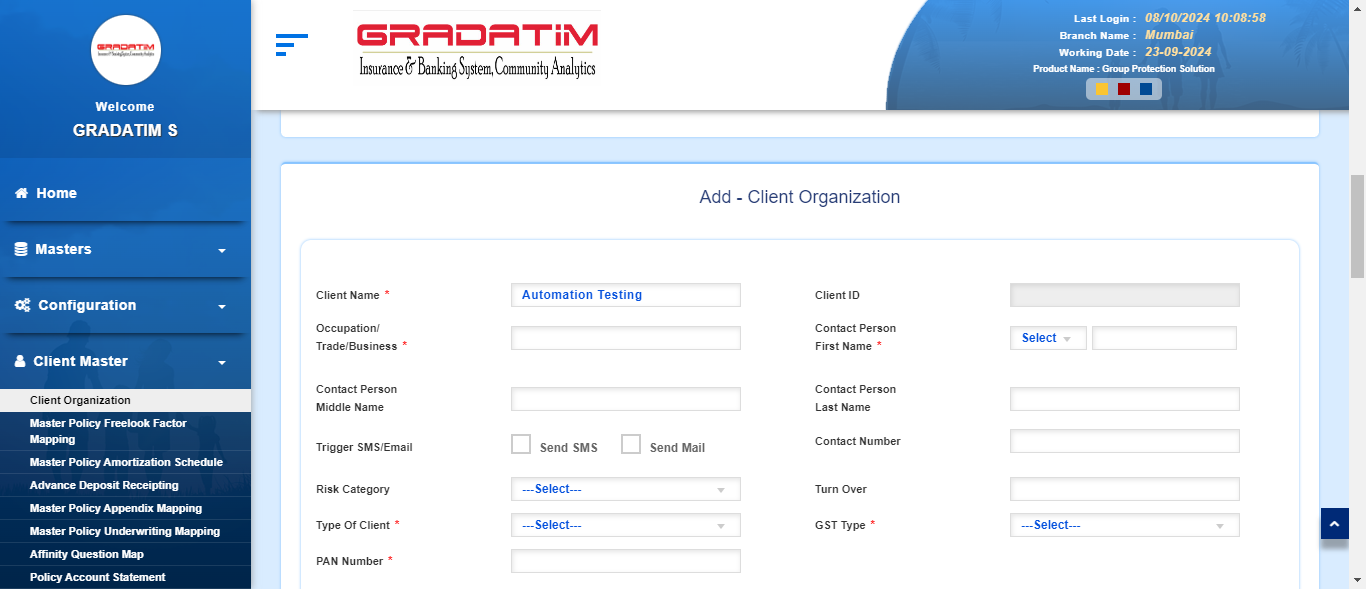 GRADATIM
Insurance & Banking System, Community Analytics
Welcome
GRADATIM S
Home
Masters
Configuration
Client Master
Client Organization
Master Policy Freelook Factor
Mapping
Master Policy Amortization Schedule
Advance Deposit Receipting
Master Policy Appendix Mapping
Master Policy Underwriting Mapping
Affinity Question Map
Policy Account Statement
GRADATIM
Insurance & Banking System, Community Analytics
Last Login : 08/10/2024 10:08:58
Branch Name : Mumbai
Working Date : 23-09-2024
Product Name : Group Protection Solution
Add - Client Organization
Client Name * Automation Testing Client ID
Occupation/
Trade/Business *
Contact Person
First Name * Select
Contact Person
Middle Name
Contact Person
Last Name
Trigger SMS/Email Send SMS Send Mail Contact Number
Risk Category ---Select--- Turn Over
Type Of Client * ---Select--- GST Type * ---Select---
PAN Number *